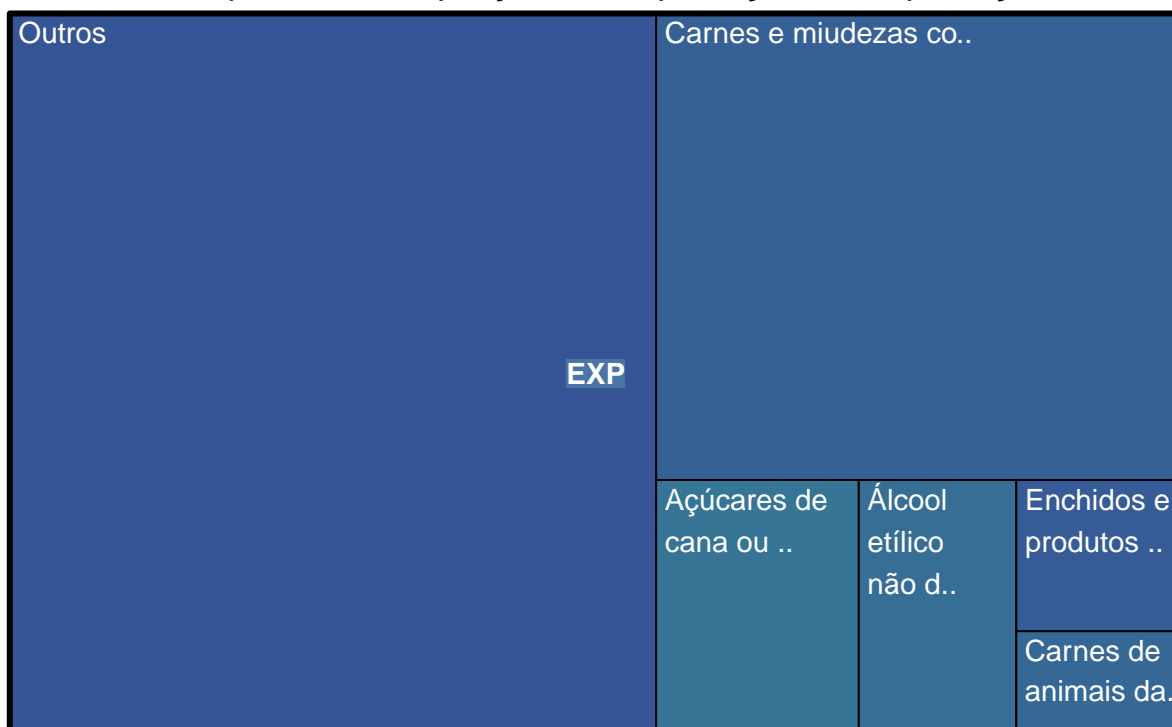 Outros
Carnes e miudezas co..
EXP
Açúcares de
cana ou ..
Álcool
etílico
não d..
Enchidos e
produtos ..
Carnes de
animais da.